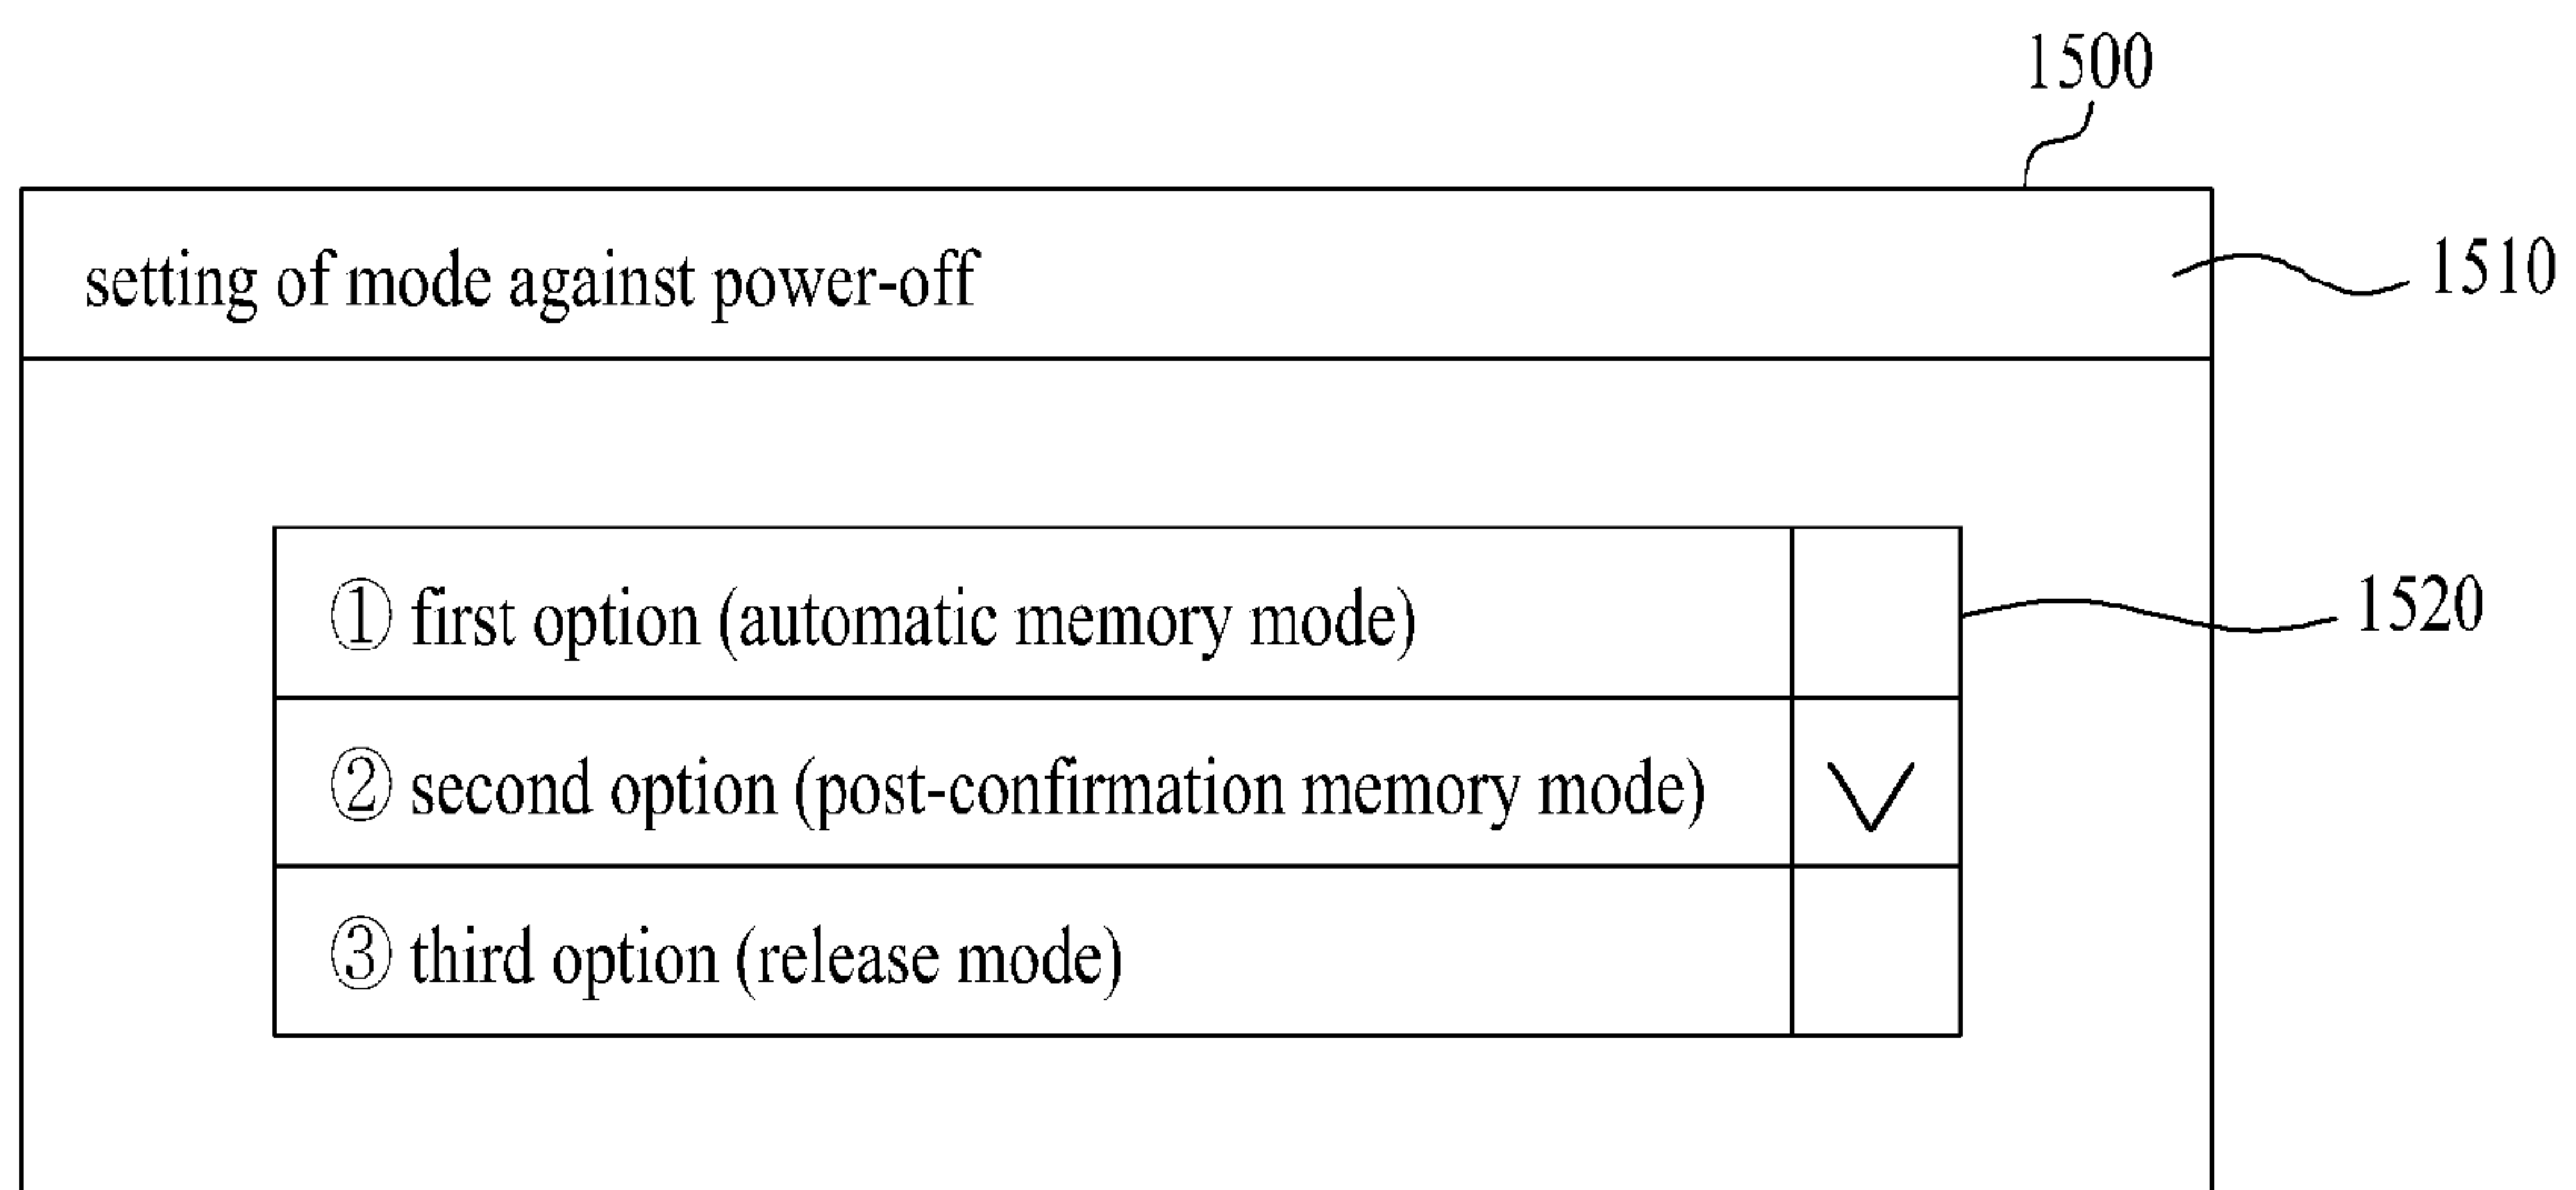 1500
setting of mode against power-off
1510
① first option (automatic memory mode)
1520
② second option (post-confirmation memory mode)
③ third option (release mode)